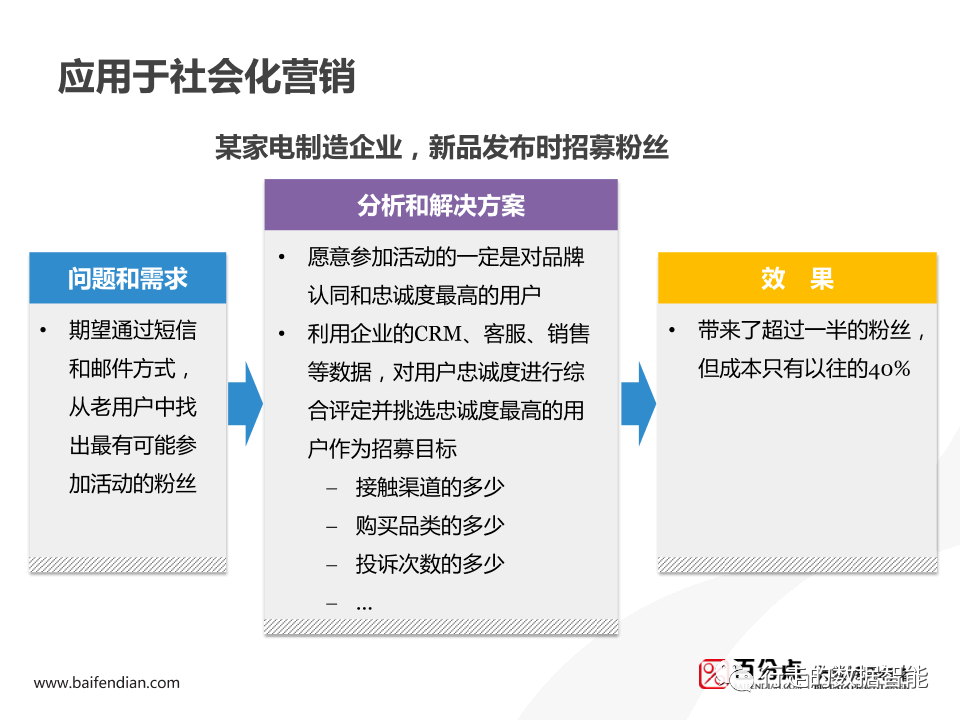 应用于社会化营销
某家电制造企业，新品发布时招募粉丝
问题和需求
• 期望通过短信
和邮件方式，
从老用户中找
出最有可能参
加活动的粉丝
分析和解决方案
• 愿意参加活动的一定是对品牌
认同和忠诚度最高的用户
• 利用企业的CRM、客服、销售
等数据，对用户忠诚度进行综
合评定并挑选忠诚度最高的用
户作为招募目标
– 接触渠道的多少
– 购买品类的多少
– 投诉次数的多少
– ...
效 果
• 带来了超过一半的粉丝，
但成本只有以往的40%
www.baifendian.com
百分点
行走的数据智能